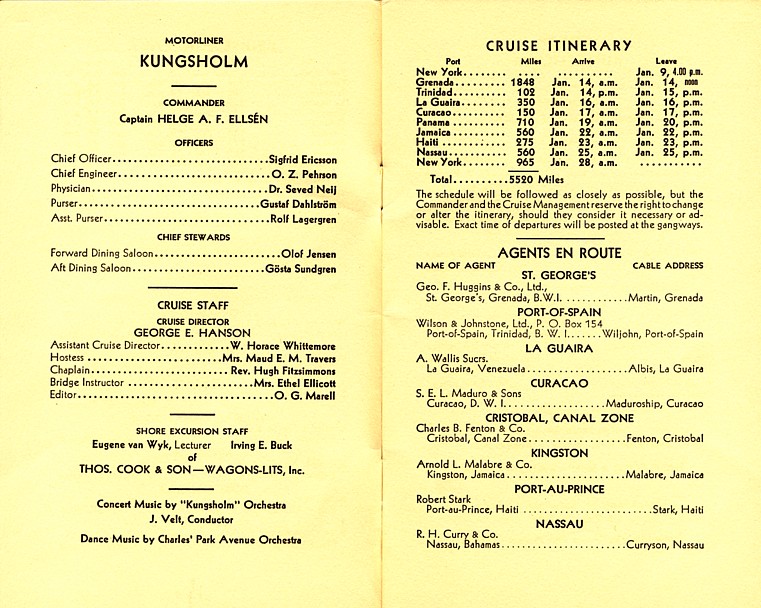 MOTORLINER
KUNGSHOLM
COMMANDER
Captain HELGE A. F. ELLSÉN
OFFICERS
Chief Officer........................Sigfrid Ericsson
Chief Engineer........................O. Z. Pehrson
Physician........................Dr. Seved Neij
Purser........................Gustaf Dahlström
Asst. Purser........................Rolf Lagergren
CHIEF STEWARDS
Forward Dining Saloon........................Olof Jensen
Aft Dining Saloon........................Gösta Sundgren
CRUISE STAFF
CRUISE DIRECTOR
GEORGE E. HANSON
Assistant Cruise Director............W. Horace Whittemore
Hostess........................Mrs. Maud E. M. Travers
Chaplain........................Rev. Hugh Fitzsimmons
Bridge Instructor........................Mrs. Ethel Ellicott
Editor........................O. G. Marell
SHORE EXCURSION STAFF
Eugene van Wyk, Lecturer Irving E. Buck
of
THOS. COOK & SON—WAGONS-LITS, Inc.
Concert Music by "Kungsholm" Orchestra
J. Velt, Conductor
Dance Music by Charles' Park Avenue Orchestra
CRUISE ITINERARY
Port Miles Arrive Leave
New York........ .... .......... Jan. 9, 4.00 p.m.
Grenada.......... 1848 Jan. 14, a.m. Jan. 14, noon
Trinidad.......... 102 Jan. 14, p.m. Jan. 15, p.m.
La Guaira........ 350 Jan. 16, a.m. Jan. 16, p.m.
Curacao.......... 150 Jan. 17, a.m. Jan. 17, p.m.
Panama.......... 710 Jan. 19, a.m. Jan. 20, p.m.
Jamaica.......... 560 Jan. 22, a.m. Jan. 22, p.m.
Haiti............ 275 Jan. 23, a.m. Jan. 23, p.m.
Nassau.......... 560 Jan. 25, a.m. Jan. 25, p.m.
New York........ 965 Jan. 28, a.m. ..........
Total..........5520 Miles
The schedule will be followed as closely as possible, but the
Commander and the Cruise Management reserve the right to change
or alter the itinerary, should they consider it necessary or ad-
visable. Exact time of departures will be posted at the gangways.
AGENTS EN ROUTE
NAME OF AGENT CABLE ADDRESS
ST. GEORGE'S
Geo. F. Huggins & Co., Ltd.,
St. George's, Grenada, B.W.I. ............Martin, Grenada
PORT-OF-SPAIN
Wilson & Johnstone, Ltd., P. O. Box 154
Port-of-Spain, Trinidad, B. W. I.......Wiljohn, Port-of-Spain
LA GUAIRA
A. Wallis Sucrs.
La Guaira, Venezuela....................Albis, La Guaira
CURACAO
S. E. L. Maduro & Sons
Curacao, D. W. I....................Maduroship, Curacao
CRISTOBAL, CANAL ZONE
Charles B. Fenton & Co.
Cristobal, Canal Zone..................Fenton, Cristobal
KINGSTON
Arnold L. Malabre & Co.
Kingston, Jamaica......................Malabre, Jamaica
PORT-AU-PRINCE
Robert Stark
Port-au-Prince, Haiti ........................Stark, Haiti
NASSAU
R. H. Curry & Co.
Nassau, Bahamas........................Curryson, Nassau